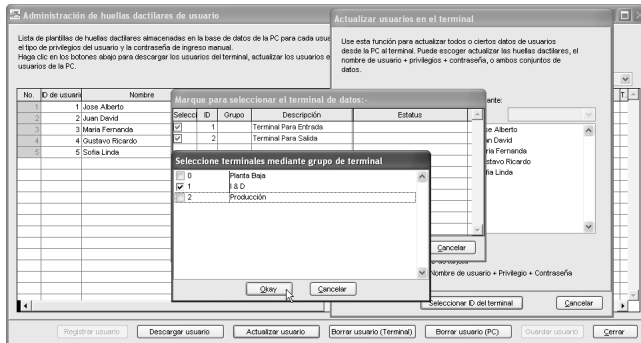 Administración de huellas dactilares de usuario
Lista de plantillas de huellas dactilares almacenadas en la base de datos de la PC para cada usua
el tipo de privilegios del usuario y la contraseña de ingreso manual.
Haga clic en los botones abajo para descargar los usuarios del terminal, actualizar los usuarios e
usuarios de la PC.
No. ID de usuari Nombre T.
1 1 Jose Alberto
2 2 Juan David
3 3 Maria Fernanda
4 4 Gustavo Ricardo
5 5 Sofia Linda
Actualizar usuarios en el terminal
Use esta función para actualizar todos o ciertos datos de usuarios
desde la PC al terminal. Puede escoger actualizar las huellas dactilares, el
nombre de usuario + privilegios + contraseña, o ambos conjuntos de
datos.
ante:
se Alberto
n David
ria Fernanda
stavo Ricardo
fia Linda
Nombre de usuario + Privilegio + Contraseña
Seleccionar ID del terminal Cancelar
Marque para seleccionar el terminal de datos:-
Selecci ID Grupo Descripción Estatus
1 Terminal Para Entrada
2 Terminal Para Salida
Cancelar
Seleccione terminales mediante grupo de terminal
0 Planta Baja
1 I & D
2 Producción
Okay Cancelar
Registrar usuario Descargar usuario Actualizar usuario Borrar usuario (Terminal) Borrar usuario (PC) Guardar usuario Cerrar